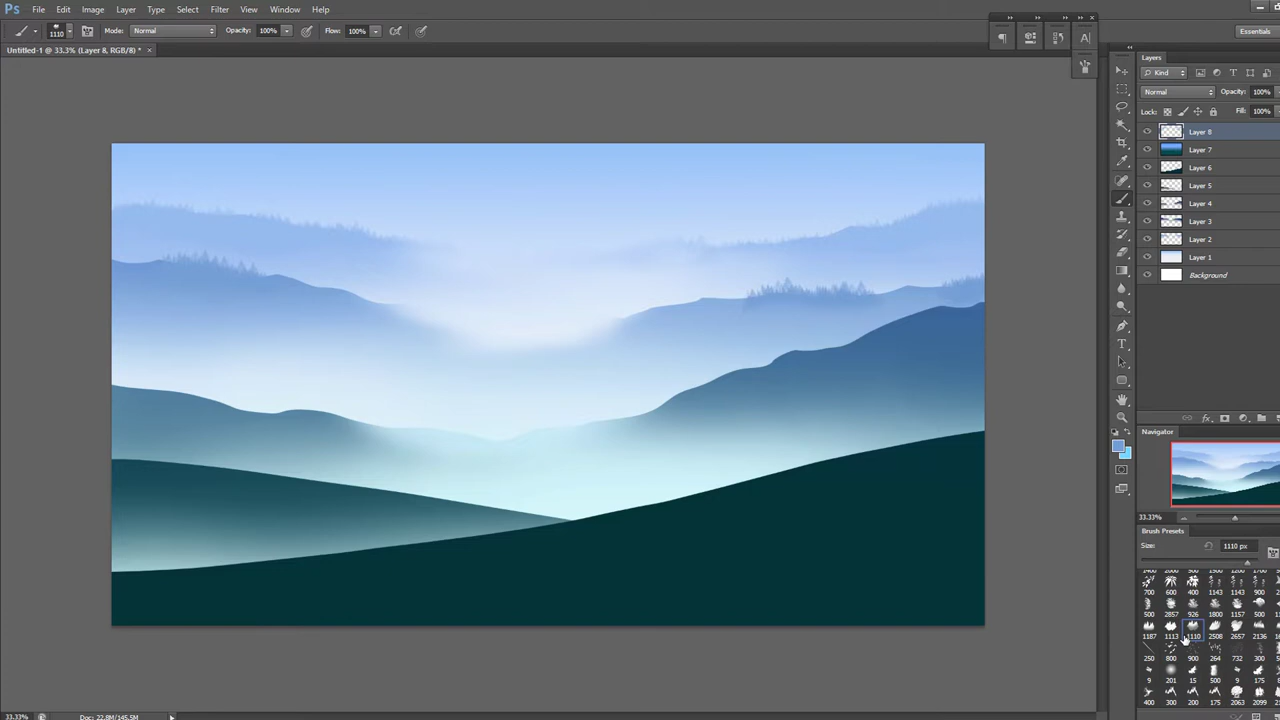 Ps File Edit Image Layer Type Select Filter View Window Help
1110 Mode: Normal Opacity: 100% Flow: 100% Essentials
Untitled-1 @ 33.3% (Layer 8, RGB/8) * ×
Layers
Kind
Normal Opacity: 100%
Lock: Fill: 100%
Layer 8
Layer 7
Layer 6
Layer 5
Layer 4
Layer 3
Layer 2
Layer 1
Background
Navigator
33.33%
Brush Presets
Size: 1110 px
700 600 400 1143 1143 900
500 2857 926 1800 1157 500
1187 1113 1110 2508 2657 2136
250 800 900 264 732 300
9 201 15 500 9 175
400 300 200 175 2063 2099
33.33% Doc: 22.8M/145.5M